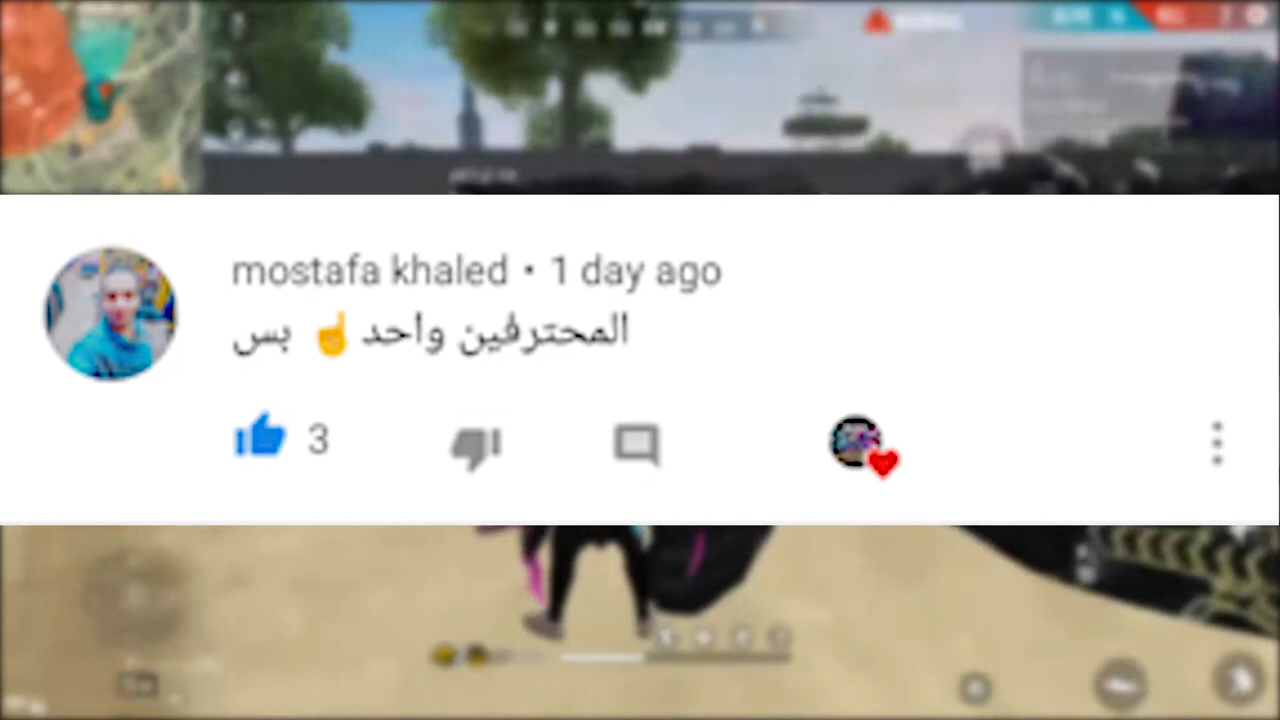 mostafa khaled • 1 day ago
المحترفين واحد☝️ بس
3